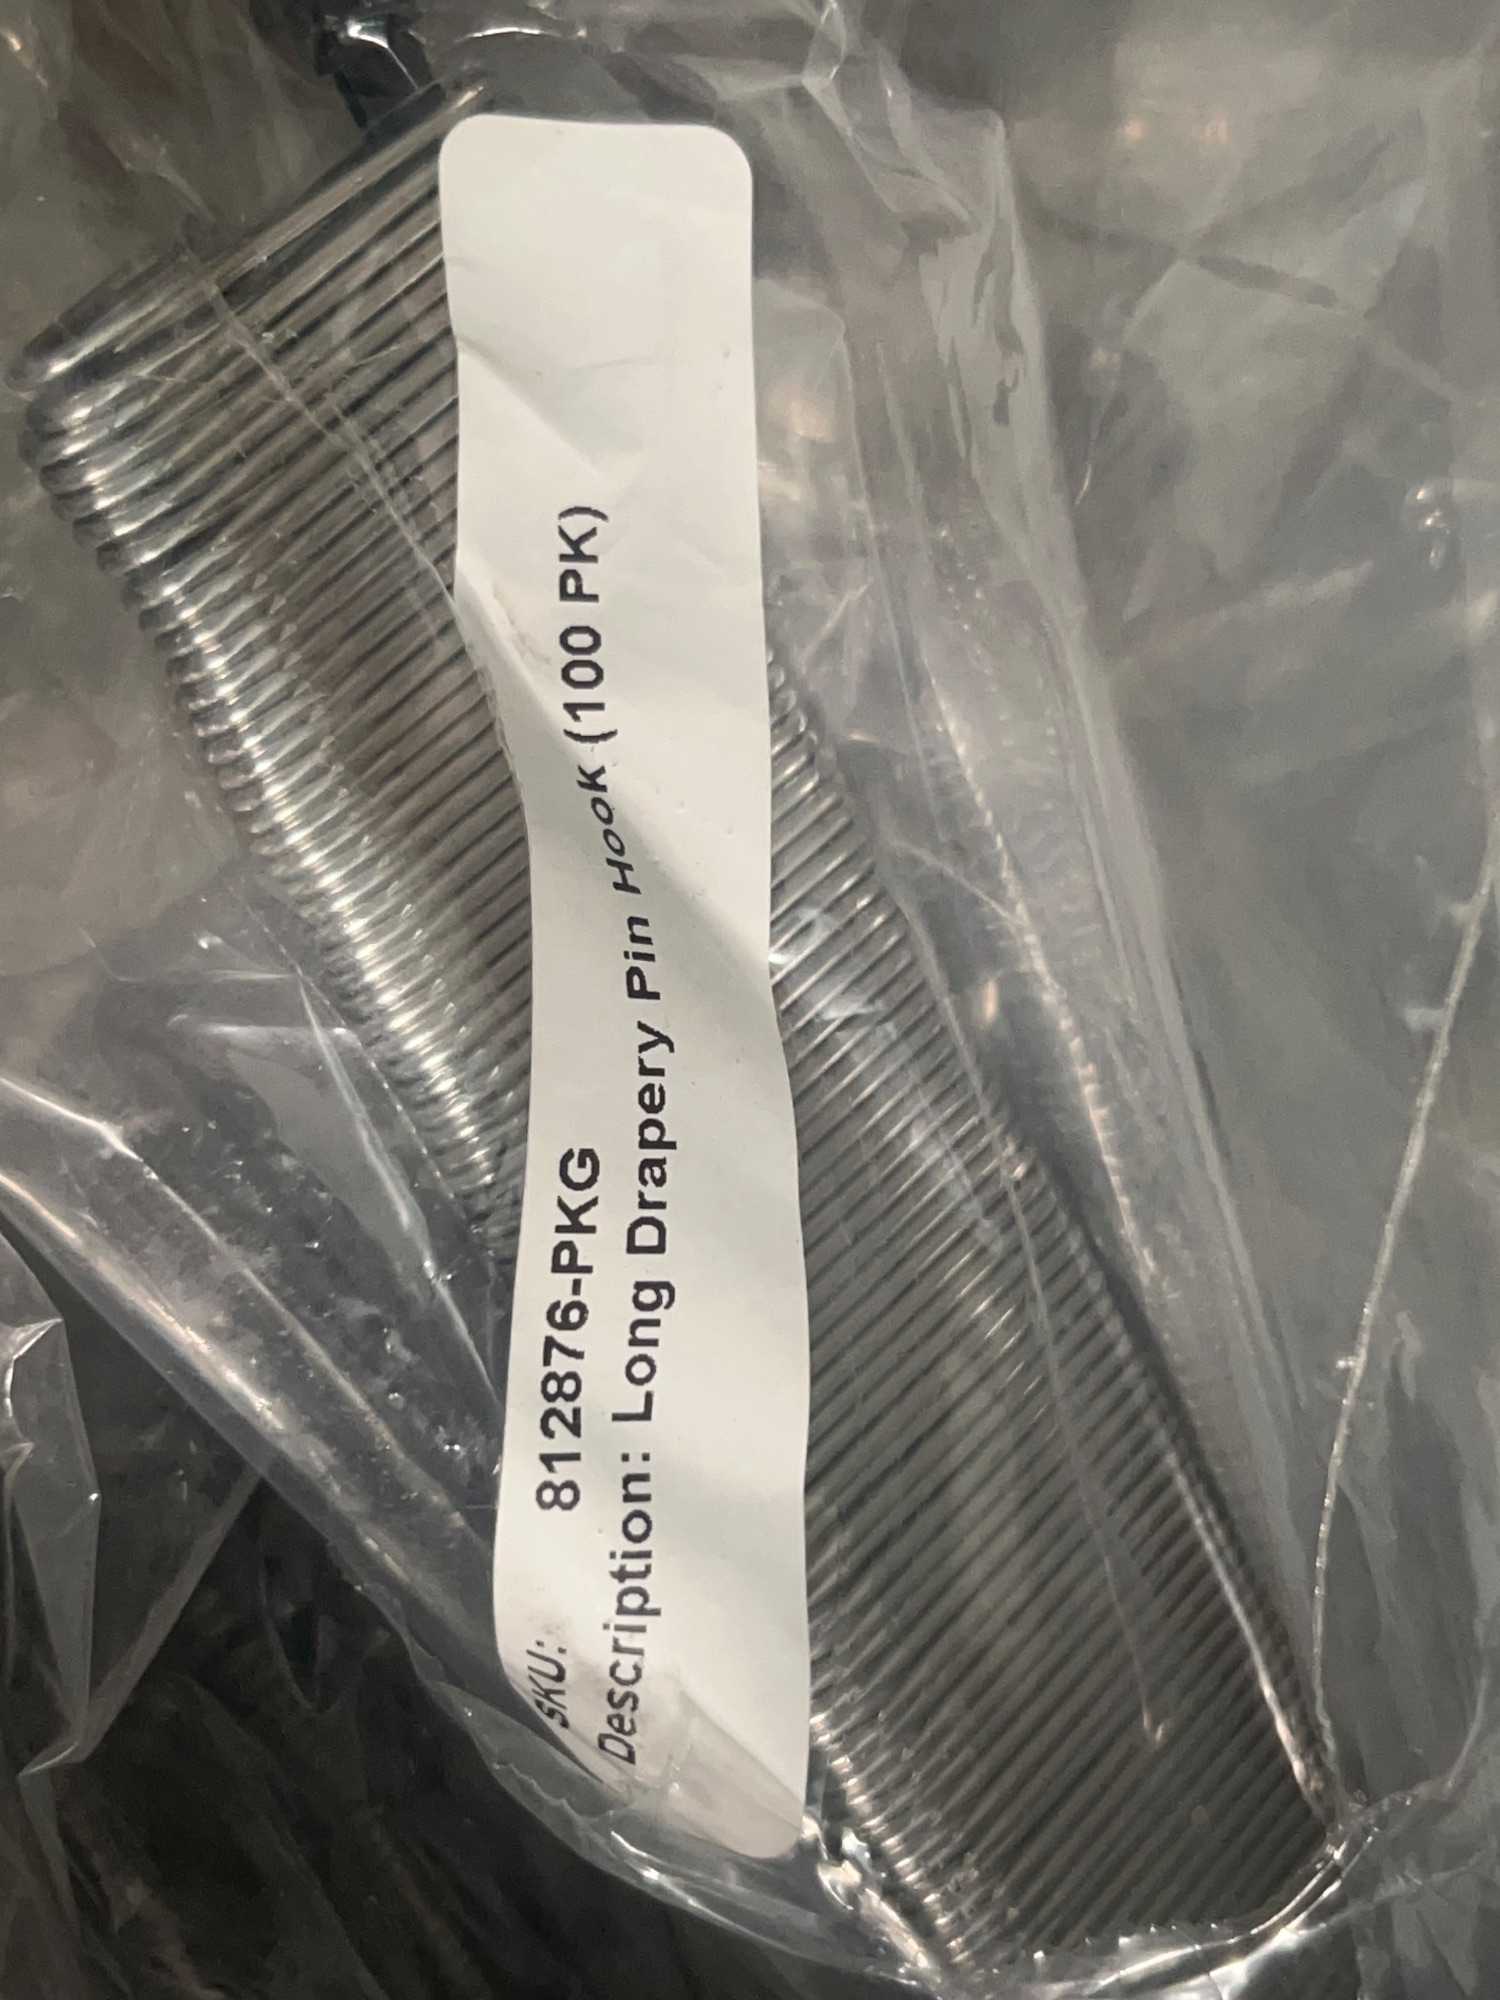 SKU: 812876-PKG
Description: Long Drapery Pin Hook (100 PK)